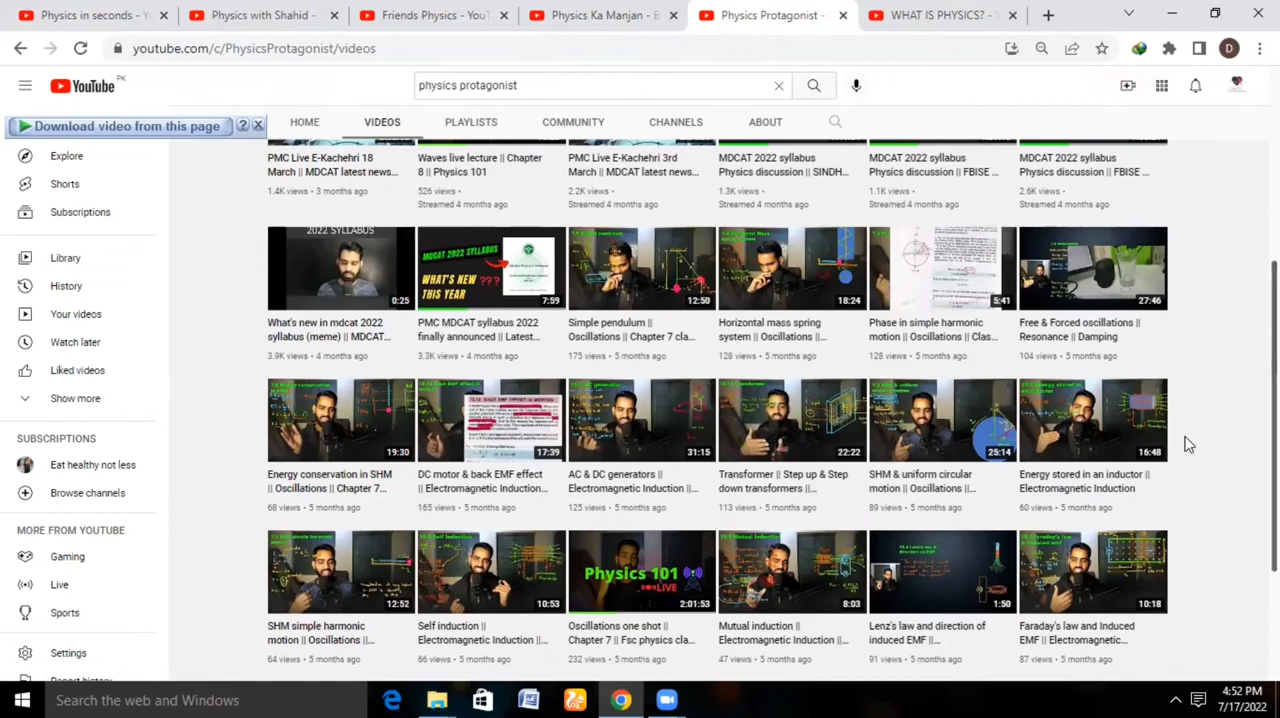 Physics in seconds - Y
Physics with Shahid -
Friends Physics - YouT
Physics Ka Manjan - E
Physics Protagonist -
WHAT IS PHYSICS? - Y
youtube.com/c/PhysicsProtagonist/videos
D
YouTube PK
physics protagonist
Download video from this page ? X
HOME VIDEOS PLAYLISTS COMMUNITY CHANNELS ABOUT
Explore
Shorts
Subscriptions
Library
History
Your videos
Watch later
Liked videos
Show more
SUBSCRIPTIONS
Eat healthy not less
Browse channels
MORE FROM YOUTUBE
Gaming
Live
Sports
Settings
Report history
PMC Live E-Kachehri 18
March || MDCAT latest news...
1.4K views • 3 months ago
Waves live lecture || Chapter
8 || Physics 101
526 views •
Streamed 4 months ago
PMC Live E-Kachehri 3rd
March || MDCAT latest news...
2.2K views •
Streamed 4 months ago
MDCAT 2022 syllabus
Physics discussion || SINDH...
1.3K views •
Streamed 4 months ago
MDCAT 2022 syllabus
Physics discussion || FBISE ...
1.1K views •
Streamed 4 months ago
MDCAT 2022 syllabus
Physics discussion || FBISE ...
2.6K views •
Streamed 4 months ago
2022 SYLLABUS
0:25
What's new in mdcat 2022
syllabus (meme) || MDCAT...
3.9K views • 4 months ago
MDCAT 2022 SYLLABUS
WHAT'S NEW ???
THIS YEAR
7:59
PMC MDCAT syllabus 2022
finally announced || Latest...
3.3K views • 4 months ago
12:50
Simple pendulum ||
Oscillations || Chapter 7 cla...
175 views • 5 months ago
18:24
Horizontal mass spring
system || Oscillations ||...
128 views • 5 months ago
5:41
Phase in simple harmonic
motion || Oscillations || Clas...
128 views • 5 months ago
27:46
Free & Forced oscillations ||
Resonance || Damping
104 views • 5 months ago
19:30
Energy conservation in SHM
|| Oscillations || Chapter 7...
68 views • 5 months ago
17:39
DC motor & back EMF effect
|| Electromagnetic Induction...
165 views • 5 months ago
31:15
AC & DC generators ||
Electromagnetic Induction ||...
125 views • 5 months ago
22:22
Transformer || Step up & Step
down transformers ||...
113 views • 5 months ago
25:14
SHM & uniform circular
motion || Oscillations ||...
89 views • 5 months ago
16:48
Energy stored in an inductor ||
Electromagnetic Induction
60 views • 5 months ago
12:52
SHM simple harmonic
motion || Oscillations ||...
64 views • 5 months ago
10:53
Self induction ||
Electromagnetic Induction ||...
66 views • 5 months ago
Physics 101
LIVE
2:01:53
Oscillations one shot ||
Chapter 7 || Fsc physics cla...
232 views • 5 months ago
8:03
Mutual induction ||
Electromagnetic Induction ||...
47 views • 5 months ago
1:50
Lenz's law and direction of
induced EMF ||...
91 views • 5 months ago
10:18
Faraday's law and Induced
EMF || Electromagnetic...
87 views • 5 months ago
Search the web and Windows
4:52 PM
7/17/2022